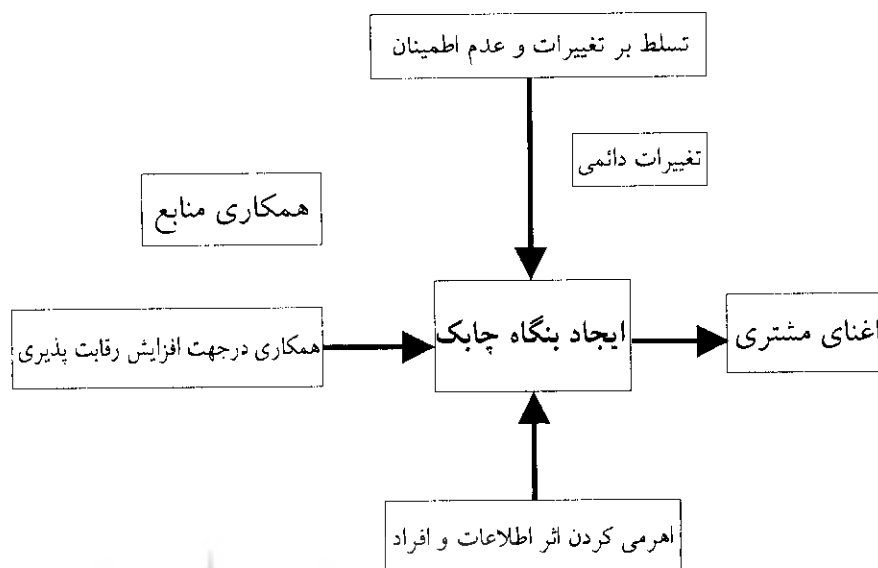 تسلط بر تغییرات و عدم اطمینان
تغییرات دائمی
همکاری منابع
همکاری درجهت افزایش رقابت پذیری
ایجاد بنگاه چابک
اغنای مشتری
اهرمی کردن اثر اطلاعات و افراد